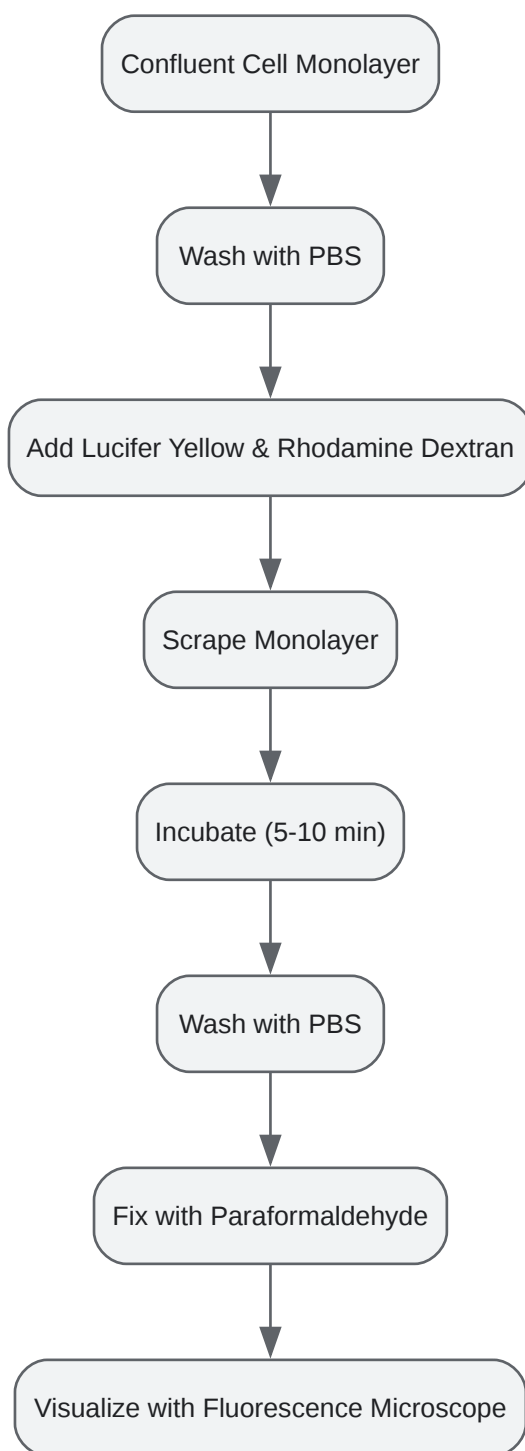 Confluent Cell Monolayer
Wash with PBS
Add Lucifer Yellow & Rhodamine Dextran
Scrape Monolayer
Incubate (5-10 min)
Wash with PBS
Fix with Paraformaldehyde
Visualize with Fluorescence Microscope